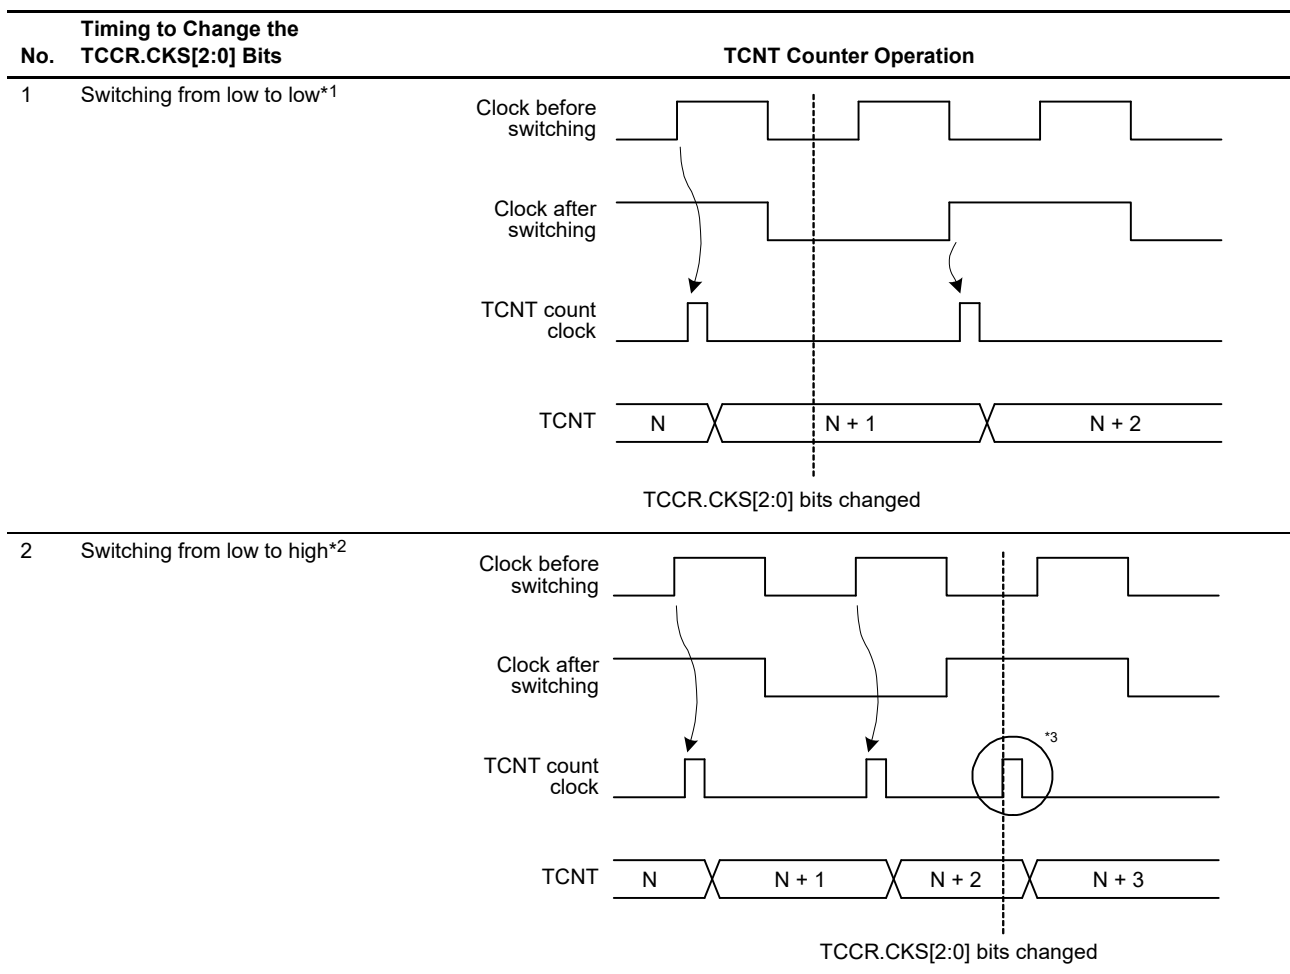 No. Timing to Change the
TCCR.CKS[2:0] Bits TCNT Counter Operation
1 Switching from low to low*1
Clock before
switching
Clock after
switching
TCNT count
clock
TCNT N N + 1 N + 2
TCCR.CKS[2:0] bits changed
2 Switching from low to high*2
Clock before
switching
Clock after
switching
*3
TCNT count
clock
TCNT N N + 1 N + 2 N + 3
TCCR.CKS[2:0] bits changed